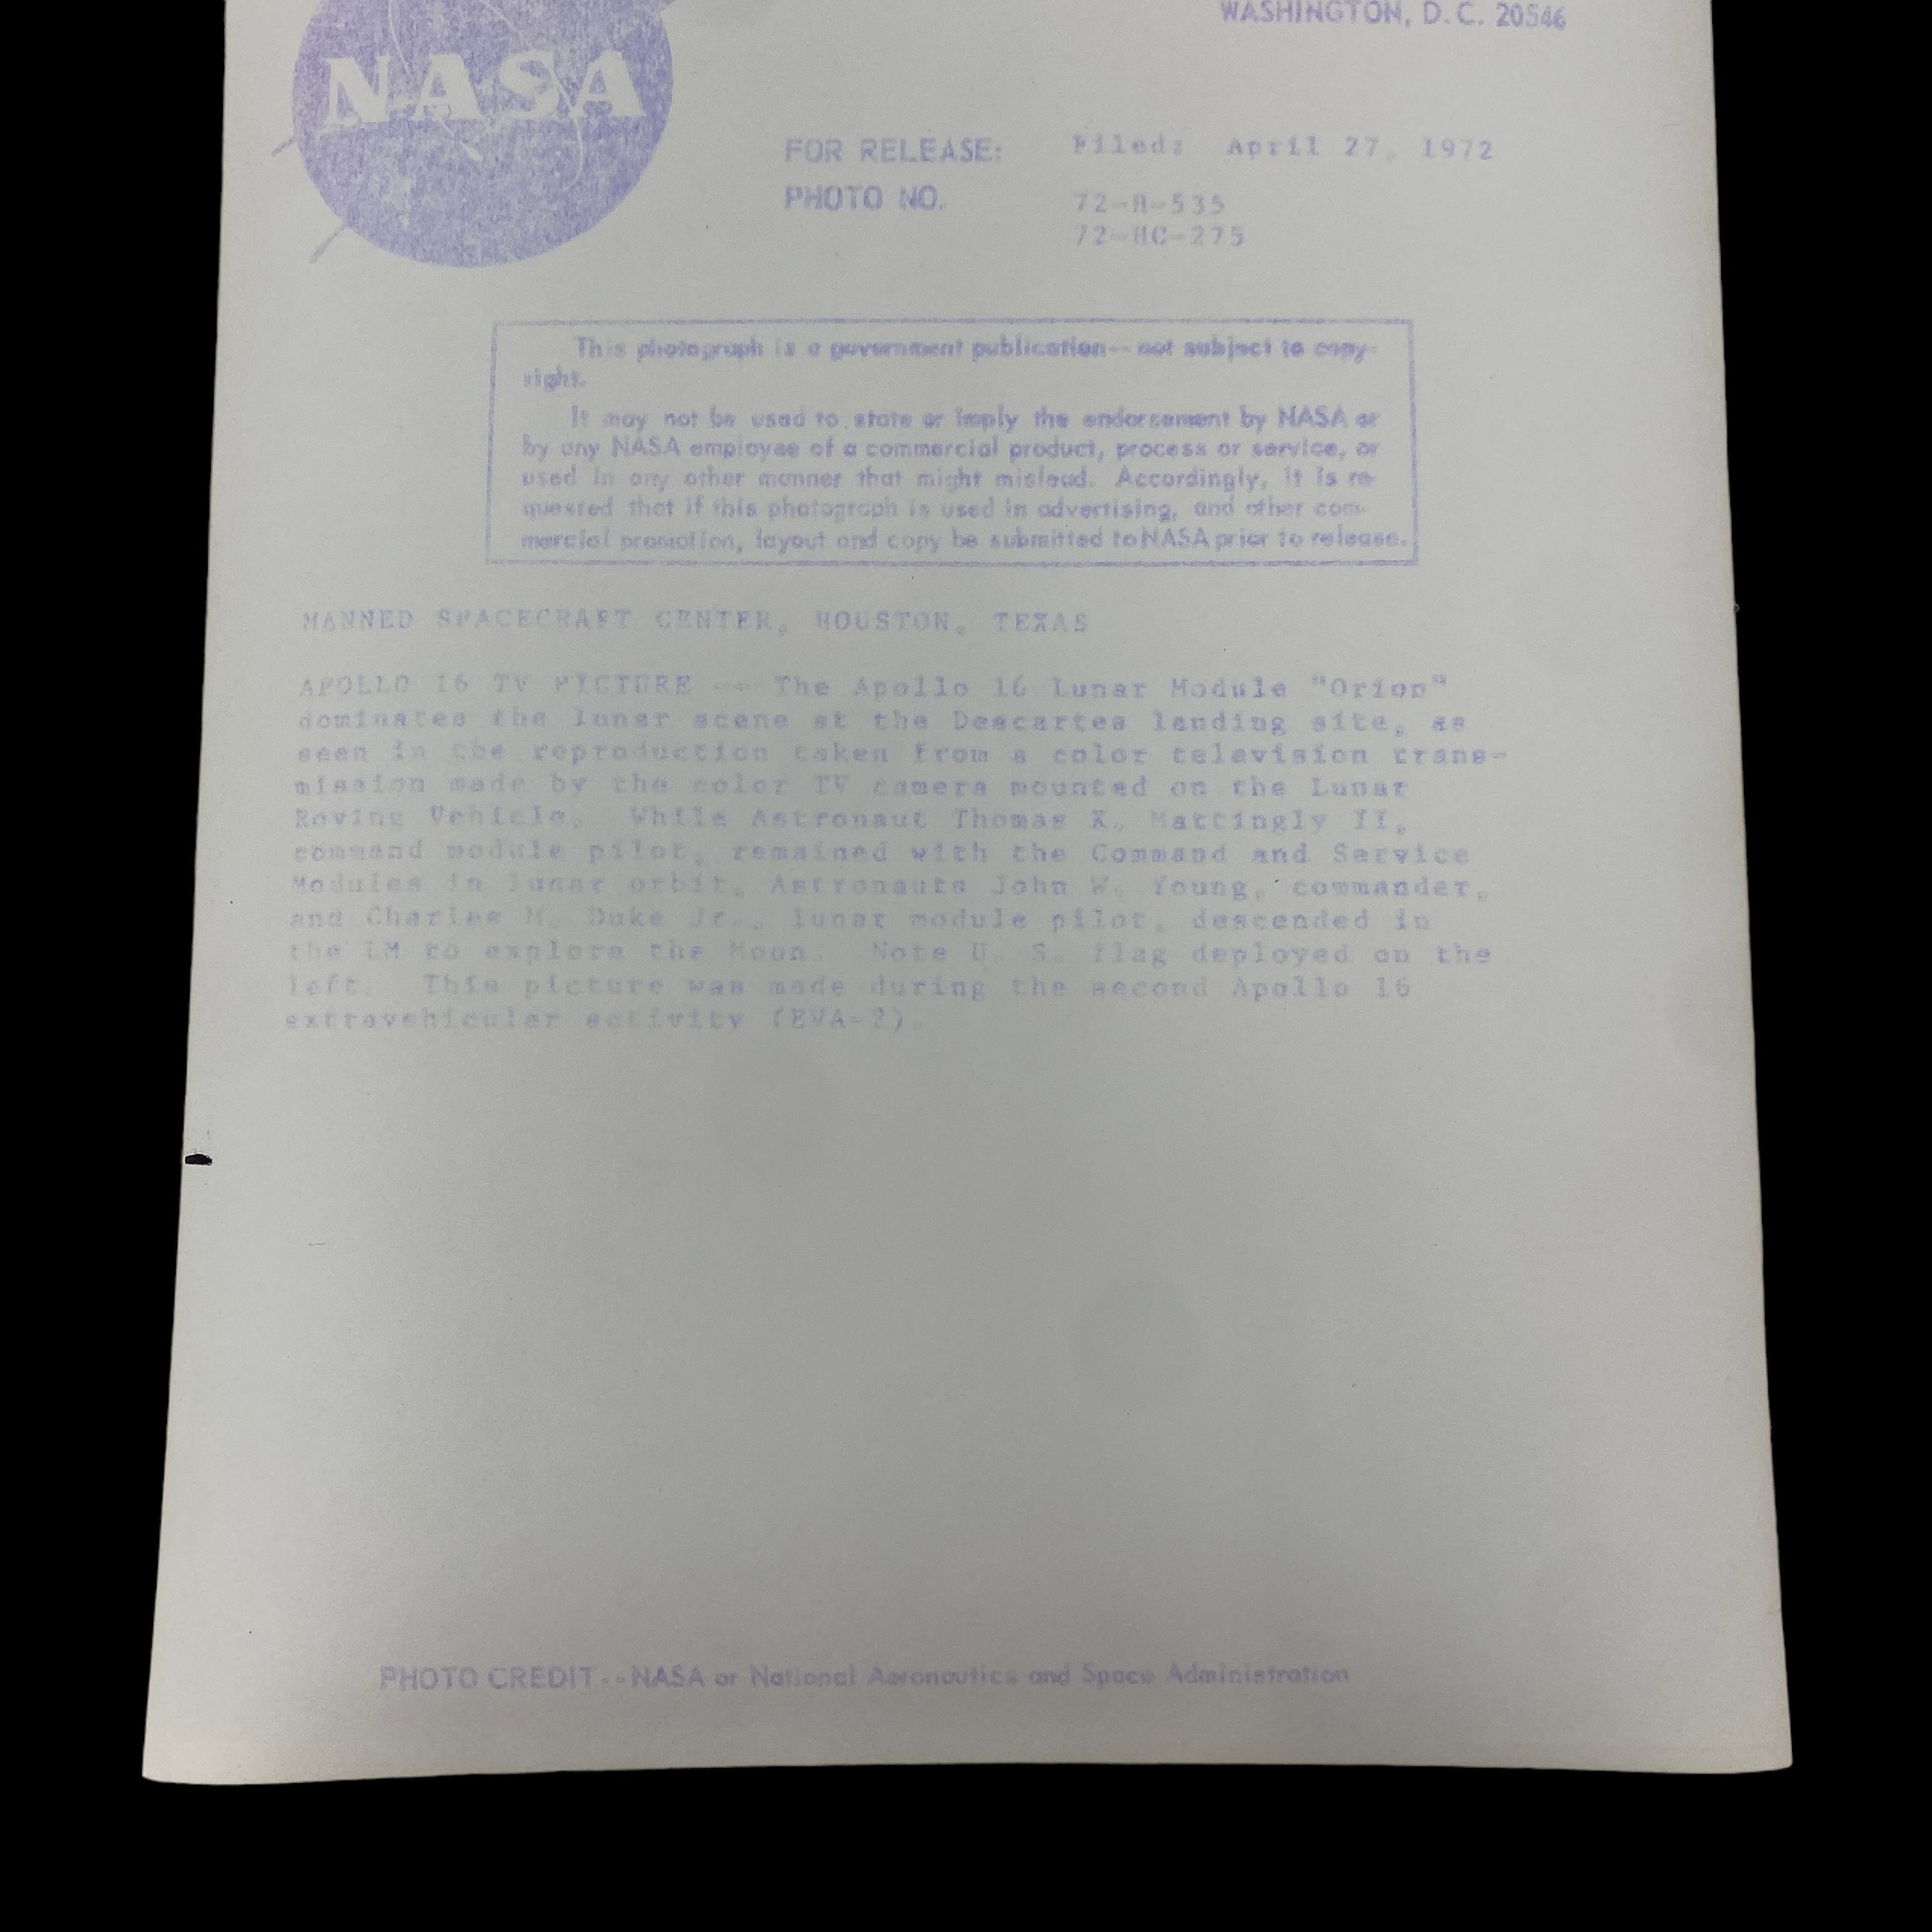 WASHINGTON, D. C. 20546
NASA
FOR RELEASE: Filed: April 27, 1972
PHOTO NO. 72-H-535
72-HC-275
This photograph is a government publication--not subject to copy-
right.
It may not be used to state or imply the endorsement by NASA or
by any NASA employee of a commercial product, process or service, or
used in any other manner that might mislead. Accordingly, it is re-
quested that if this photograph is used in advertising, and other com-
mercial promotion, layout and copy be submitted to NASA prior to release.
MANNED SPACECRAFT CENTER, HOUSTON, TEXAS
APOLLO 16 TV PICTURE -- The Apollo 16 Lunar Module "Orion"
dominates the lunar scene at the Descartes landing site, as
seen in the reproduction taken from a color television trans-
mission made by the color TV camera mounted on the Lunar
Roving Vehicle. While Astronaut Thomas K. Mattingly II,
command module pilot, remained with the Command and Service
Modules in lunar orbit, Astronauts John W. Young, commander,
and Charles M. Duke Jr., lunar module pilot, descended in
the LM to explore the Moon. Note U. S. flag deployed on the
left. This picture was made during the second Apollo 16
extravehicular activity (EVA-2).
PHOTO CREDIT--NASA or National Aeronautics and Space Administration